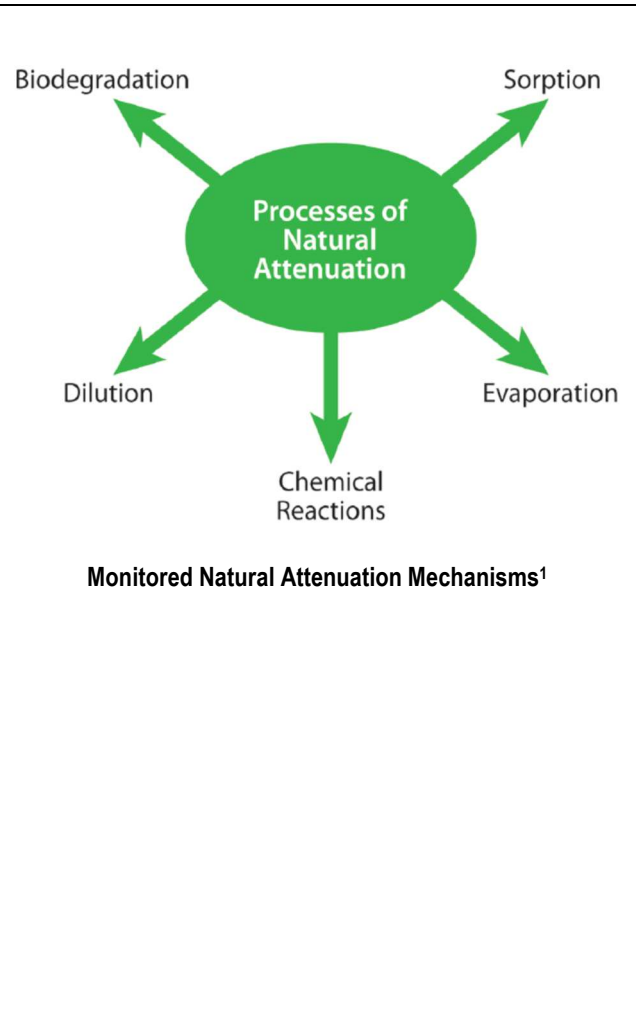 Biodegradation
Sorption
Processes of
Natural
Attenuation
Dilution
Evaporation
Chemical
Reactions
Monitored Natural Attenuation Mechanisms¹